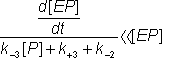 d[EP]
dt
k₋₃[P] + k₊₃ + k₋₂ ⟨⟨[EP]